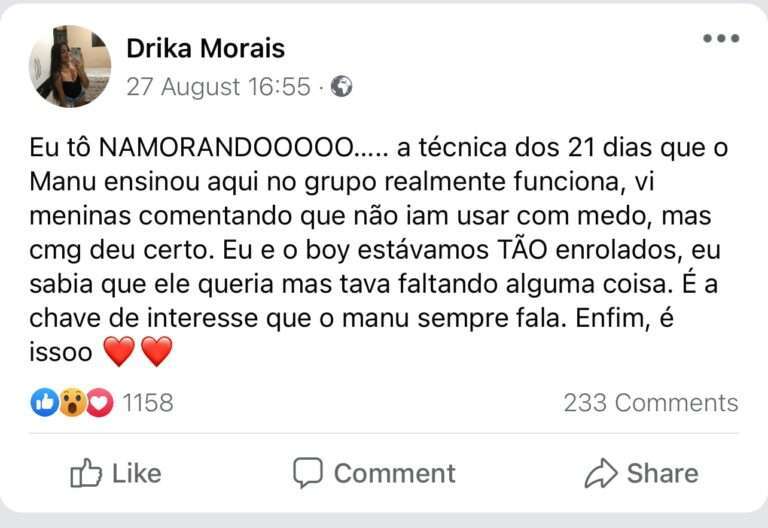 Drika Morais
27 August 16:55 ·
Eu tô NAMORANDOOOOO..... a técnica dos 21 dias que o
Manu ensinou aqui no grupo realmente funciona, vi
meninas comentando que não iam usar com medo, mas
cmg deu certo. Eu e o boy estávamos TÃO enrolados, eu
sabia que ele queria mas tava faltando alguma coisa. É a
chave de interesse que o manu sempre fala. Enfim, é
issoo ❤️❤️
1158 233 Comments
Like Comment Share